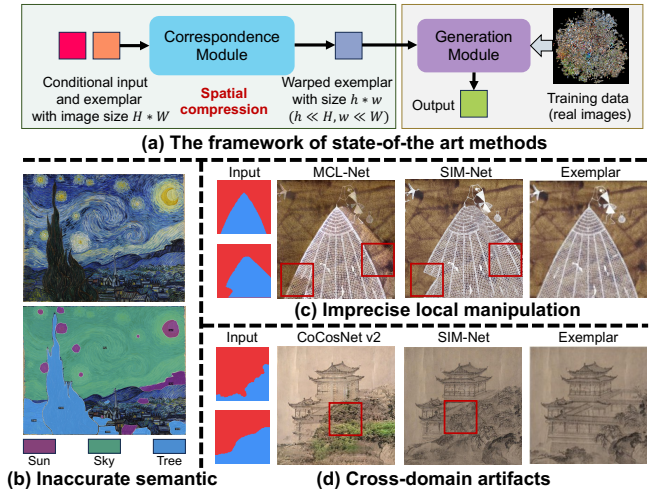 Correspondence
Module
Generation
Module
Conditional input
and exemplar
with image size H * W
Spatial
compression
Warped exemplar
with size h * w
(h ≪ H, w ≪ W)
Output
Training data
(real images)
(a) The framework of state-of-the art methods
Input
MCL-Net
SIM-Net
Exemplar
(c) Imprecise local manipulation
Input
CoCosNet v2
SIM-Net
Exemplar
(d) Cross-domain artifacts
Sun
Sky
Tree
(b) Inaccurate semantic